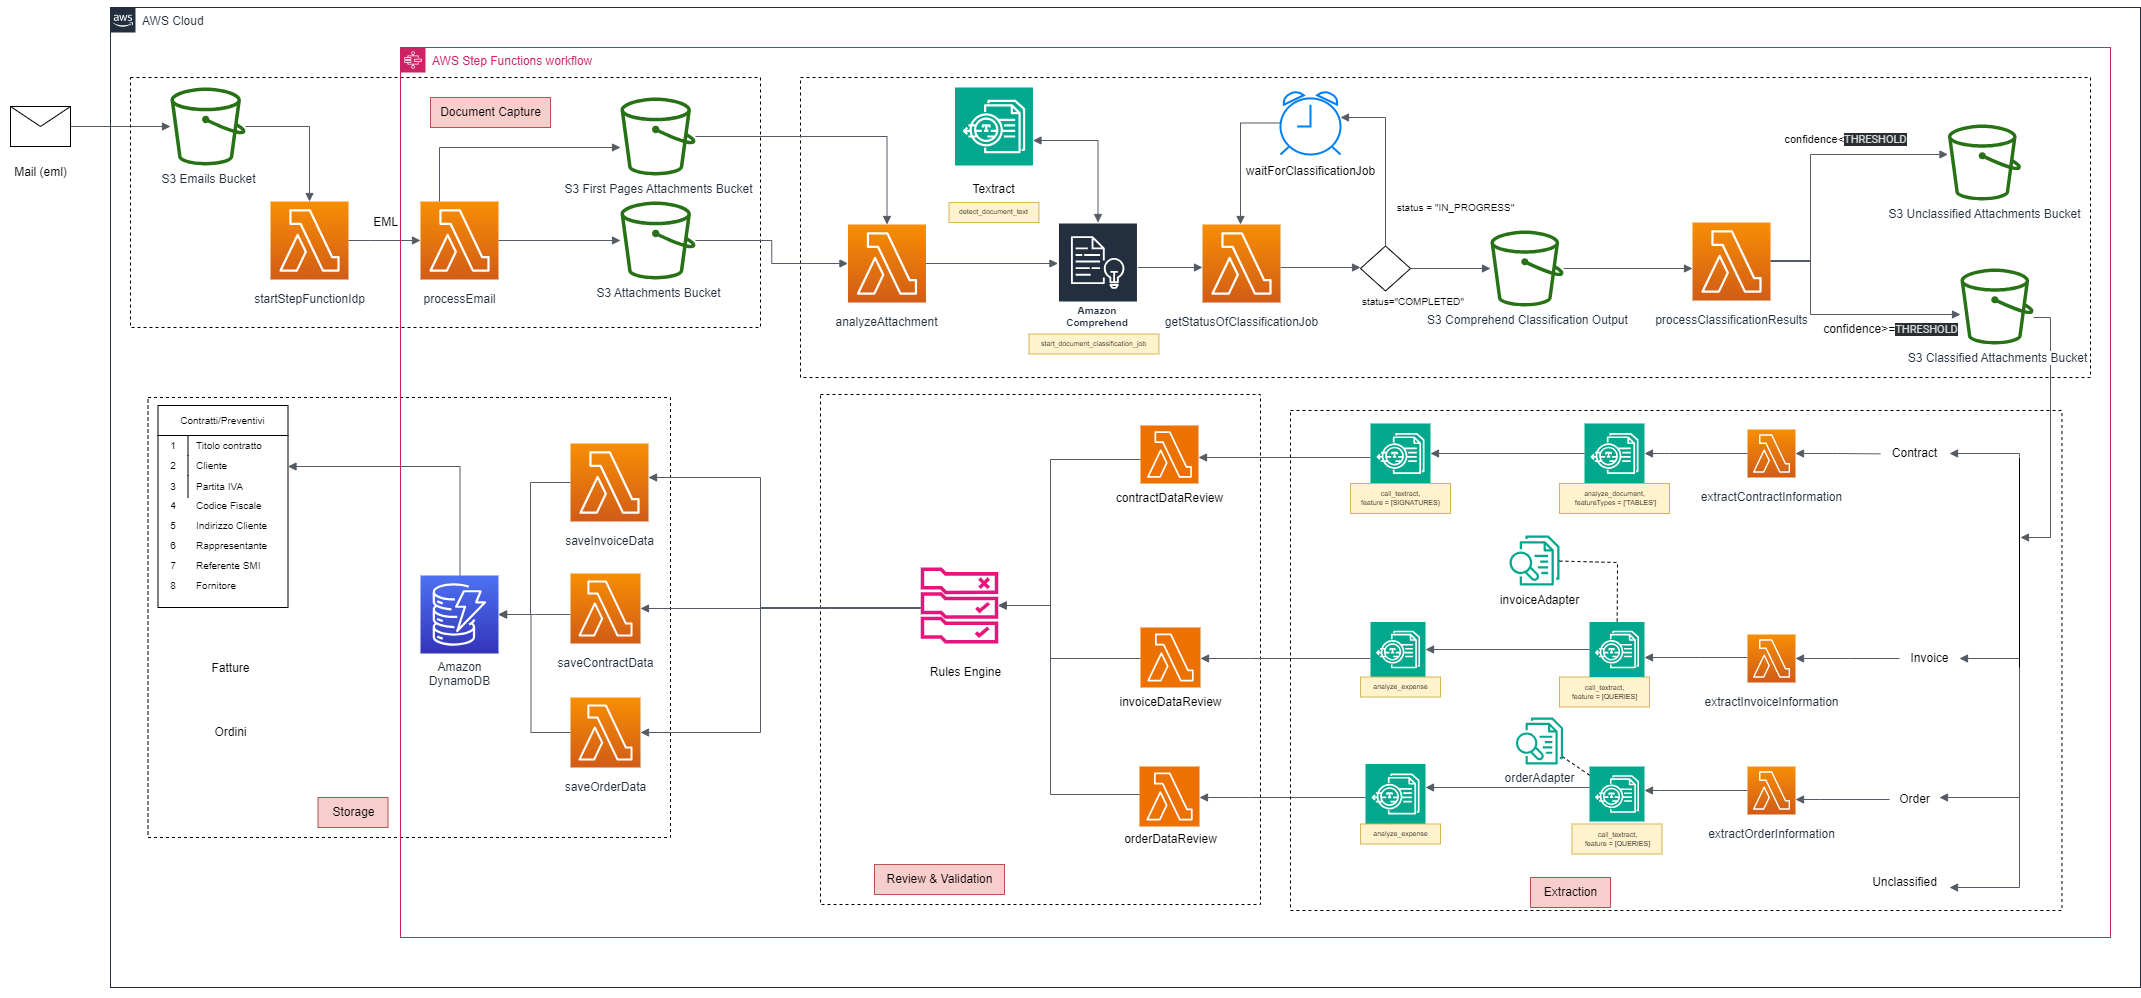 aws
AWS Cloud
AWS Step Functions workflow
Mail (eml)
S3 Emails Bucket
startStepFunctionIdp
EML
Document Capture
processEmail
S3 First Pages Attachments Bucket
S3 Attachments Bucket
analyzeAttachment
Textract
detect_document_text
Amazon
Comprehend
start_document_classification_job
waitForClassificationJob
getStatusOfClassificationJob
status = "IN_PROGRESS"
status="COMPLETED"
S3 Comprehend Classification Output
processClassificationResults
confidence<THRESHOLD
S3 Unclassified Attachments Bucket
confidence>=THRESHOLD
S3 Classified Attachments Bucket
Contract
extractContractInformation
analyze_document,
featureTypes = ['TABLES']
call_textract,
feature = [SIGNATURES]
contractDataReview
invoiceAdapter
Invoice
extractInvoiceInformation
call_textract,
feature = [QUERIES]
analyze_expense
invoiceDataReview
orderAdapter
Order
extractOrderInformation
call_textract,
feature = [QUERIES]
analyze_expense
orderDataReview
Unclassified
Extraction
Rules Engine
Review & Validation
saveInvoiceData
saveContractData
saveOrderData
Amazon
DynamoDB
Contratti/Preventivi
1 Titolo contratto
2 Cliente
3 Partita IVA
4 Codice Fiscale
5 Indirizzo Cliente
6 Rappresentante
7 Referente SMI
8 Fornitore
Fatture
Ordini
Storage